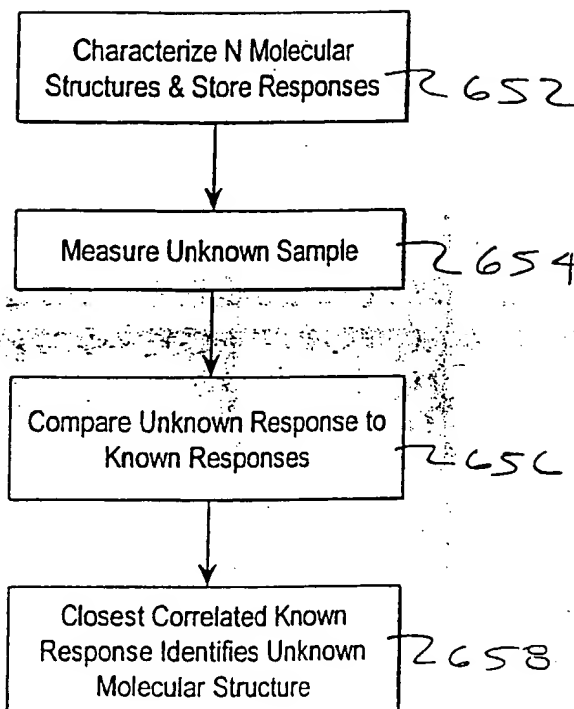 Characterize N Molecular
Structures & Store Responses
652
Measure Unknown Sample
654
Compare Unknown Response to
Known Responses
656
Closest Correlated Known
Response Identifies Unknown
Molecular Structure
658